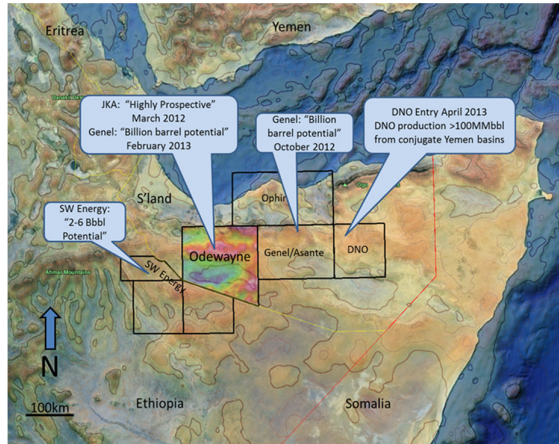 Eritrea
Yemen
JKA: “Highly Prospective”
March 2012
Genel: “Billion barrel potential”
February 2013
Genel: “Billion
barrel potential”
October 2012
DNO Entry April 2013
DNO production >100MMbbl
from conjugate Yemen basins
S’land
Ophir
SW Energy:
“2-6 Bbbl
Potential”
Odewayne
Genel/Asante
DNO
SW Energy
Ahmar Mountains
N
100km
Ethiopia
Somalia